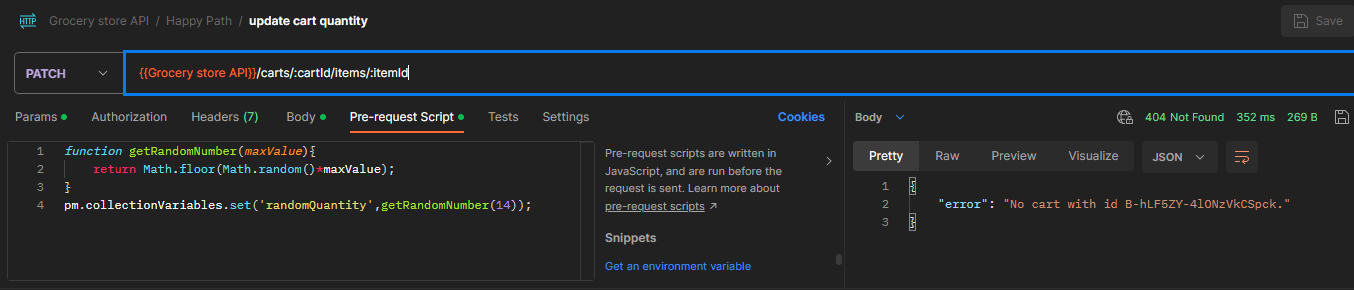 HTTP
Grocery store API / Happy Path / update cart quantity
Save
PATCH
{{Grocery store API}}/carts/:cartId/items/:itemId
Params
Authorization
Headers (7)
Body
Pre-request Script
Tests
Settings
Cookies
1 function getRandomNumber(maxValue){
2 return Math.floor(Math.random()*maxValue);
3 }
4 pm.collectionVariables.set('randomQuantity',getRandomNumber(14));
Pre-request scripts are written in
JavaScript, and are run before the
request is sent. Learn more about
pre-request scripts ↗
Snippets
Get an environment variable
Body
404 Not Found 352 ms 269 B
Pretty
Raw
Preview
Visualize
JSON
1 {
2 "error": "No cart with id B-hLF5ZY-4lONzVkCSpck."
3 }